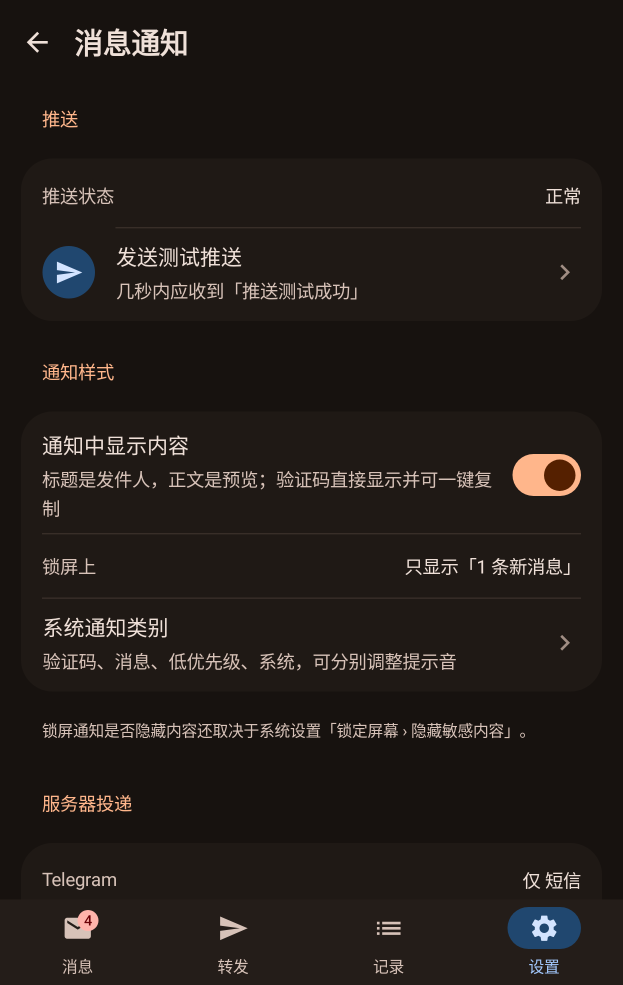 消息通知
推送
推送状态
正常
发送测试推送
几秒内应收到「推送测试成功」
通知样式
通知中显示内容
标题是发件人，正文是预览；验证码直接显示并可一键复
制
锁屏上
只显示「1 条新消息」
系统通知类别
验证码、消息、低优先级、系统，可分别调整提示音
锁屏通知是否隐藏内容还取决于系统设置「锁定屏幕 › 隐藏敏感内容」。
服务器投递
Telegram
仅 短信
4
消息
转发
记录
设置